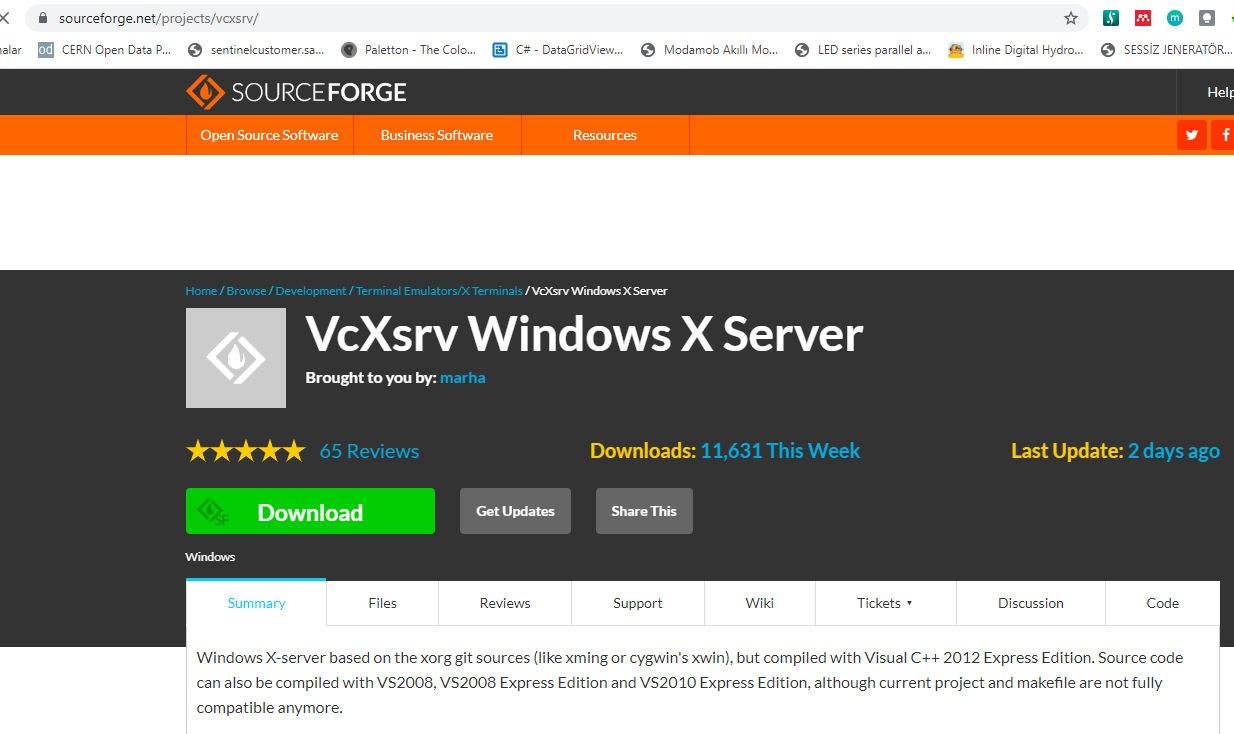 sourceforge.net/projects/vcxsrv/
nalar CERN Open Data P... sentinelcustomer.sa... Paletton - The Colo... C# - DataGridView... Modamob Akıllı Mo... LED series parallel a... Inline Digital Hydro... SESSİZ JENERATÖR...
SOURCEFORGE
Help
Open Source Software Business Software Resources
Home / Browse / Development / Terminal Emulators/X Terminals / VcXsrv Windows X Server
VcXsrv Windows X Server
Brought to you by: marha
65 Reviews Downloads: 11,631 This Week Last Update: 2 days ago
SF Download Get Updates Share This
Windows
Summary Files Reviews Support Wiki Tickets Discussion Code
Windows X-server based on the xorg git sources (like xming or cygwin's xwin), but compiled with Visual C++ 2012 Express Edition. Source code
can also be compiled with VS2008, VS2008 Express Edition and VS2010 Express Edition, although current project and makefile are not fully
compatible anymore.